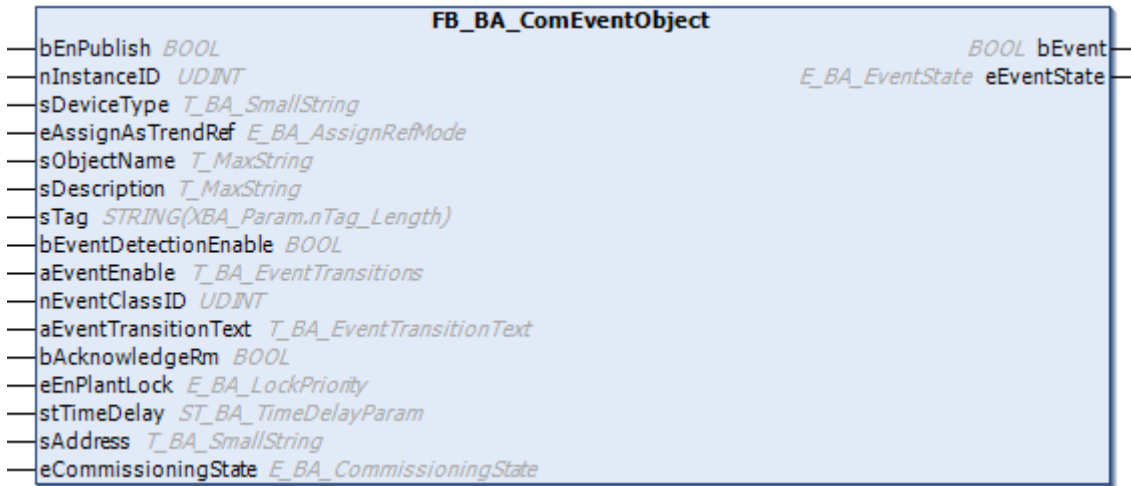 FB_BA_ComEventObject
bEnPublish BOOL BOOL bEvent
nInstanceID UDINT E_BA_EventState eEventState
sDeviceType T_BA_SmallString
eAssignAsTrendRef E_BA_AssignRefMode
sObjectName T_MaxString
sDescription T_MaxString
sTag STRING(XBA_Param.nTag_Length)
bEventDetectionEnable BOOL
aEventEnable T_BA_EventTransitions
nEventClassID UDINT
aEventTransitionText T_BA_EventTransitionText
bAcknowledgeRm BOOL
eEnPlantLock E_BA_LockPriority
stTimeDelay ST_BA_TimeDelayParam
sAddress T_BA_SmallString
eCommissioningState E_BA_CommissioningState